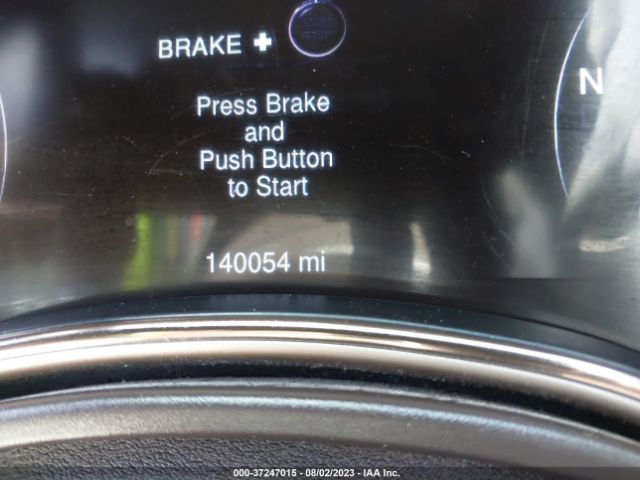 BRAKE +
N
Press Brake
and
Push Button
to Start
140054 mi
000-37247015 - 08/02/2023 - IAA Inc.